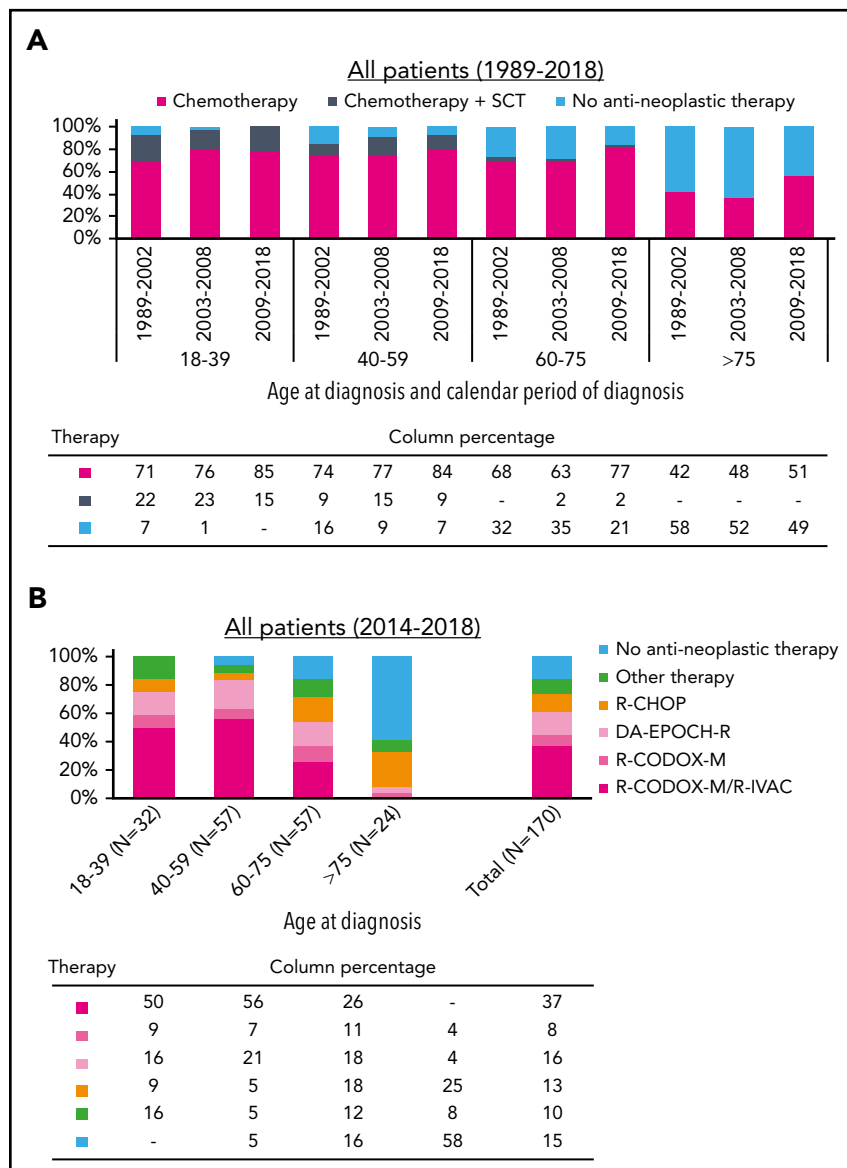 A
All patients (1989-2018)
Chemotherapy Chemotherapy + SCT No anti-neoplastic therapy
100%
80%
60%
40%
20%
0%
1989-2002 2003-2008 2009-2018 1989-2002 2003-2008 2009-2018 1989-2002 2003-2008 2009-2018 1989-2002 2003-2008 2009-2018
18-39 40-59 60-75 >75
Age at diagnosis and calendar period of diagnosis
Therapy Column percentage
71 76 85 74 77 84 68 63 77 42 48 51
22 23 15 9 15 9 - 2 2 - - -
7 1 - 16 9 7 32 35 21 58 52 49
B
All patients (2014-2018)
100%
80%
60%
40%
20%
0%
No anti-neoplastic therapy
Other therapy
R-CHOP
DA-EPOCH-R
R-CODOX-M
R-CODOX-M/R-IVAC
18-39 (N=32) 40-59 (N=57) 60-75 (N=57) >75 (N=24) Total (N=170)
Age at diagnosis
Therapy Column percentage
50 56 26 - 37
9 7 11 4 8
16 21 18 4 16
9 5 18 25 13
16 5 12 8 10
- 5 16 58 15